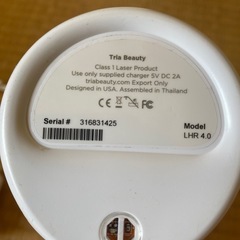 Tria Beauty
Class 1 Laser Product
Use only supplied charger 5V DC 2A
triabeauty.com Export Only
Designed in USA. Assembled in Thailand
Serial # 316831425
Model
LHR 4.0